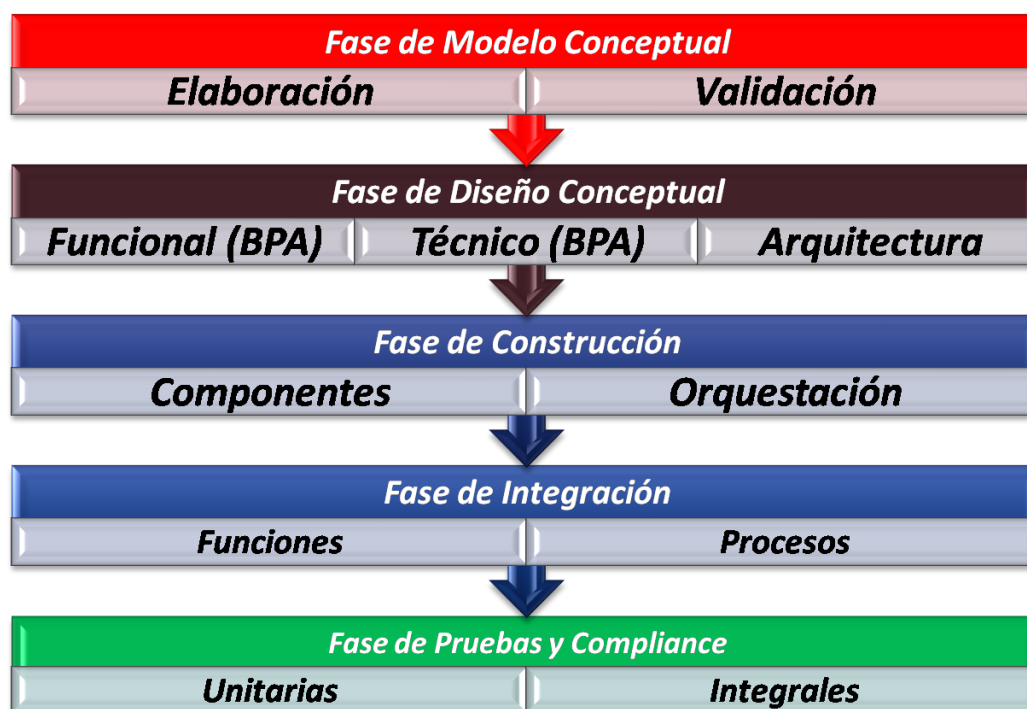 Fase de Modelo Conceptual
Elaboración
Validación
Fase de Diseño Conceptual
Funcional (BPA)
Técnico (BPA)
Arquitectura
Fase de Construcción
Componentes
Orquestación
Fase de Integración
Funciones
Procesos
Fase de Pruebas y Compliance
Unitarias
Integrales